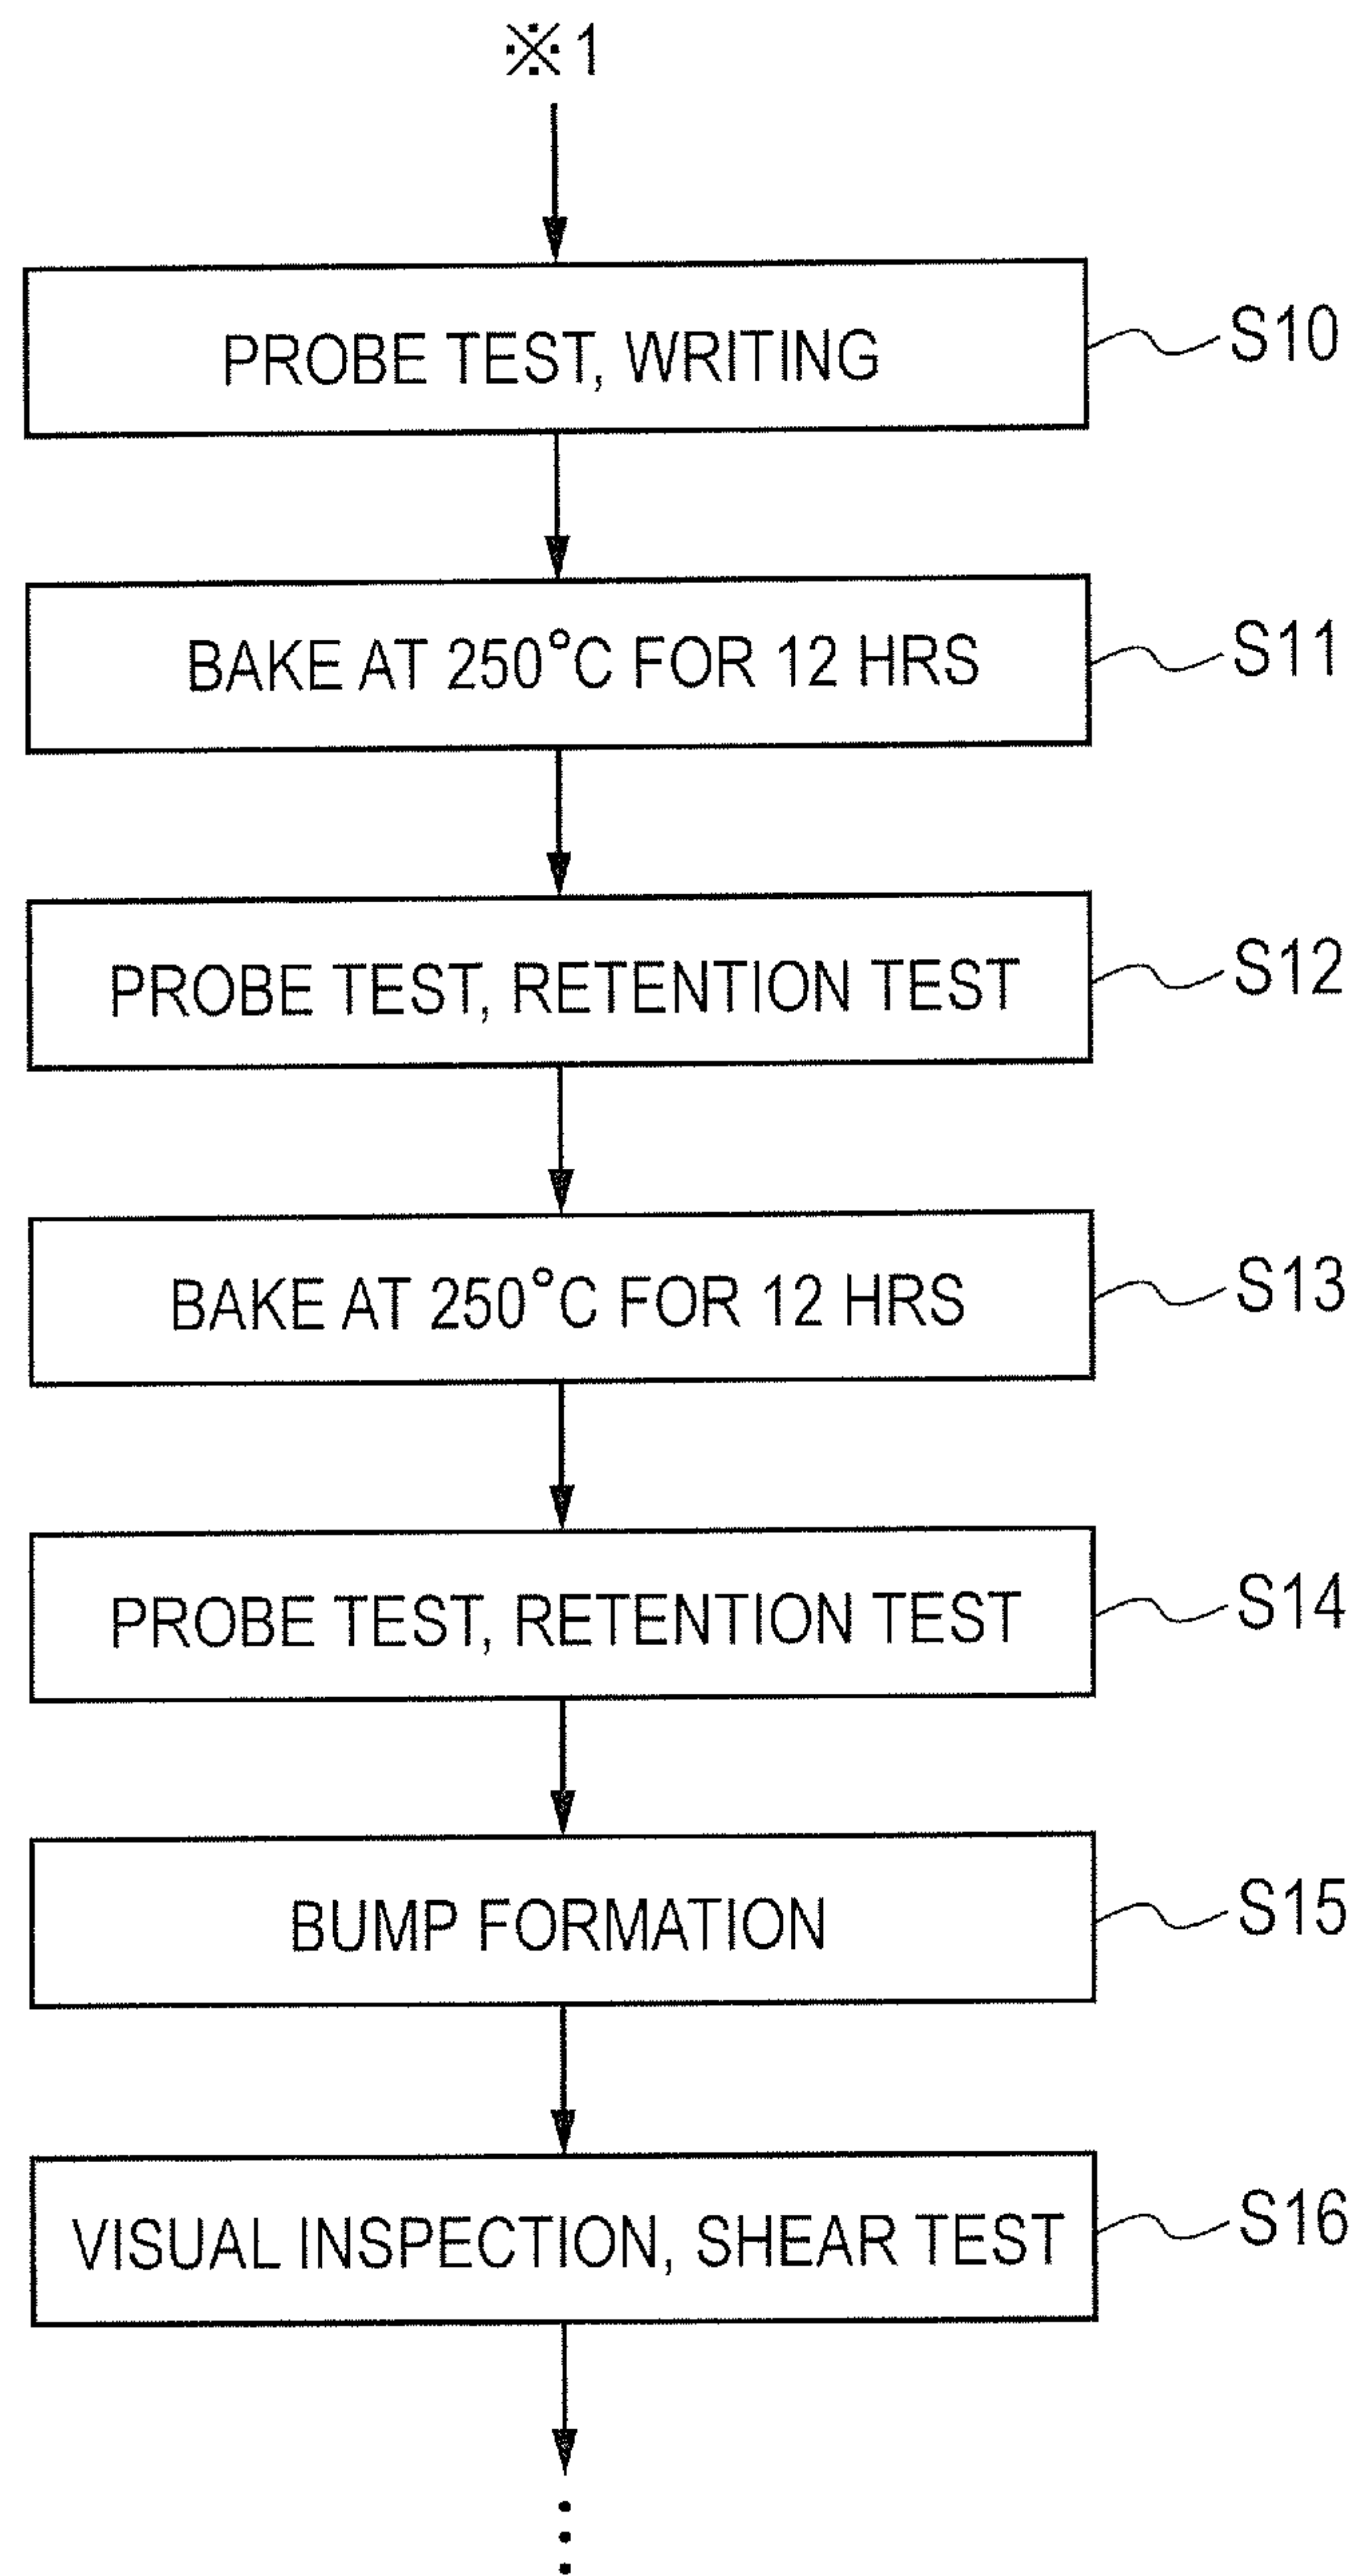 ※1
PROBE TEST, WRITING S10
BAKE AT 250°C FOR 12 HRS S11
PROBE TEST, RETENTION TEST S12
BAKE AT 250°C FOR 12 HRS S13
PROBE TEST, RETENTION TEST S14
BUMP FORMATION S15
VISUAL INSPECTION, SHEAR TEST S16